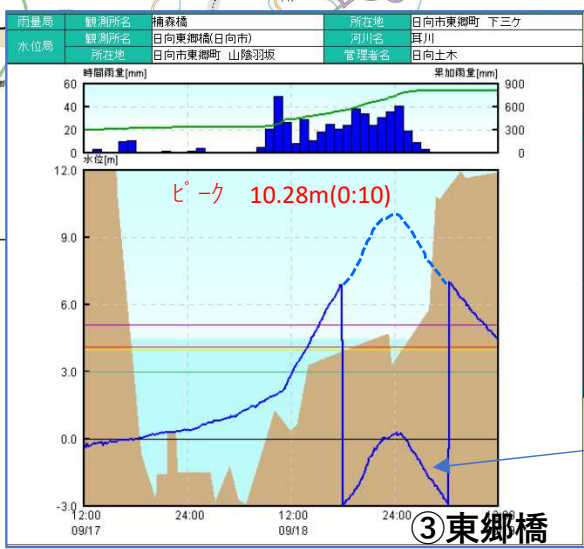 雨量局 観測所名 楠森橋 所在地 日向市東郷町 下三ケ
水位局 観測所名 日向東郷橋(日向市) 河川名 耳川
所在地 日向市東郷町 山陰羽坂 管理者名 日向土木
時間雨量[mm] 累加雨量[mm]
60 900
40 600
20 300
0 0
水位[m]
12.0
ピーク 10.28m(0:10)
9.0
6.0
3.0
0.0
-3.0
12:00 24:00 12:00 24:00
09/17 09/18
③東郷橋